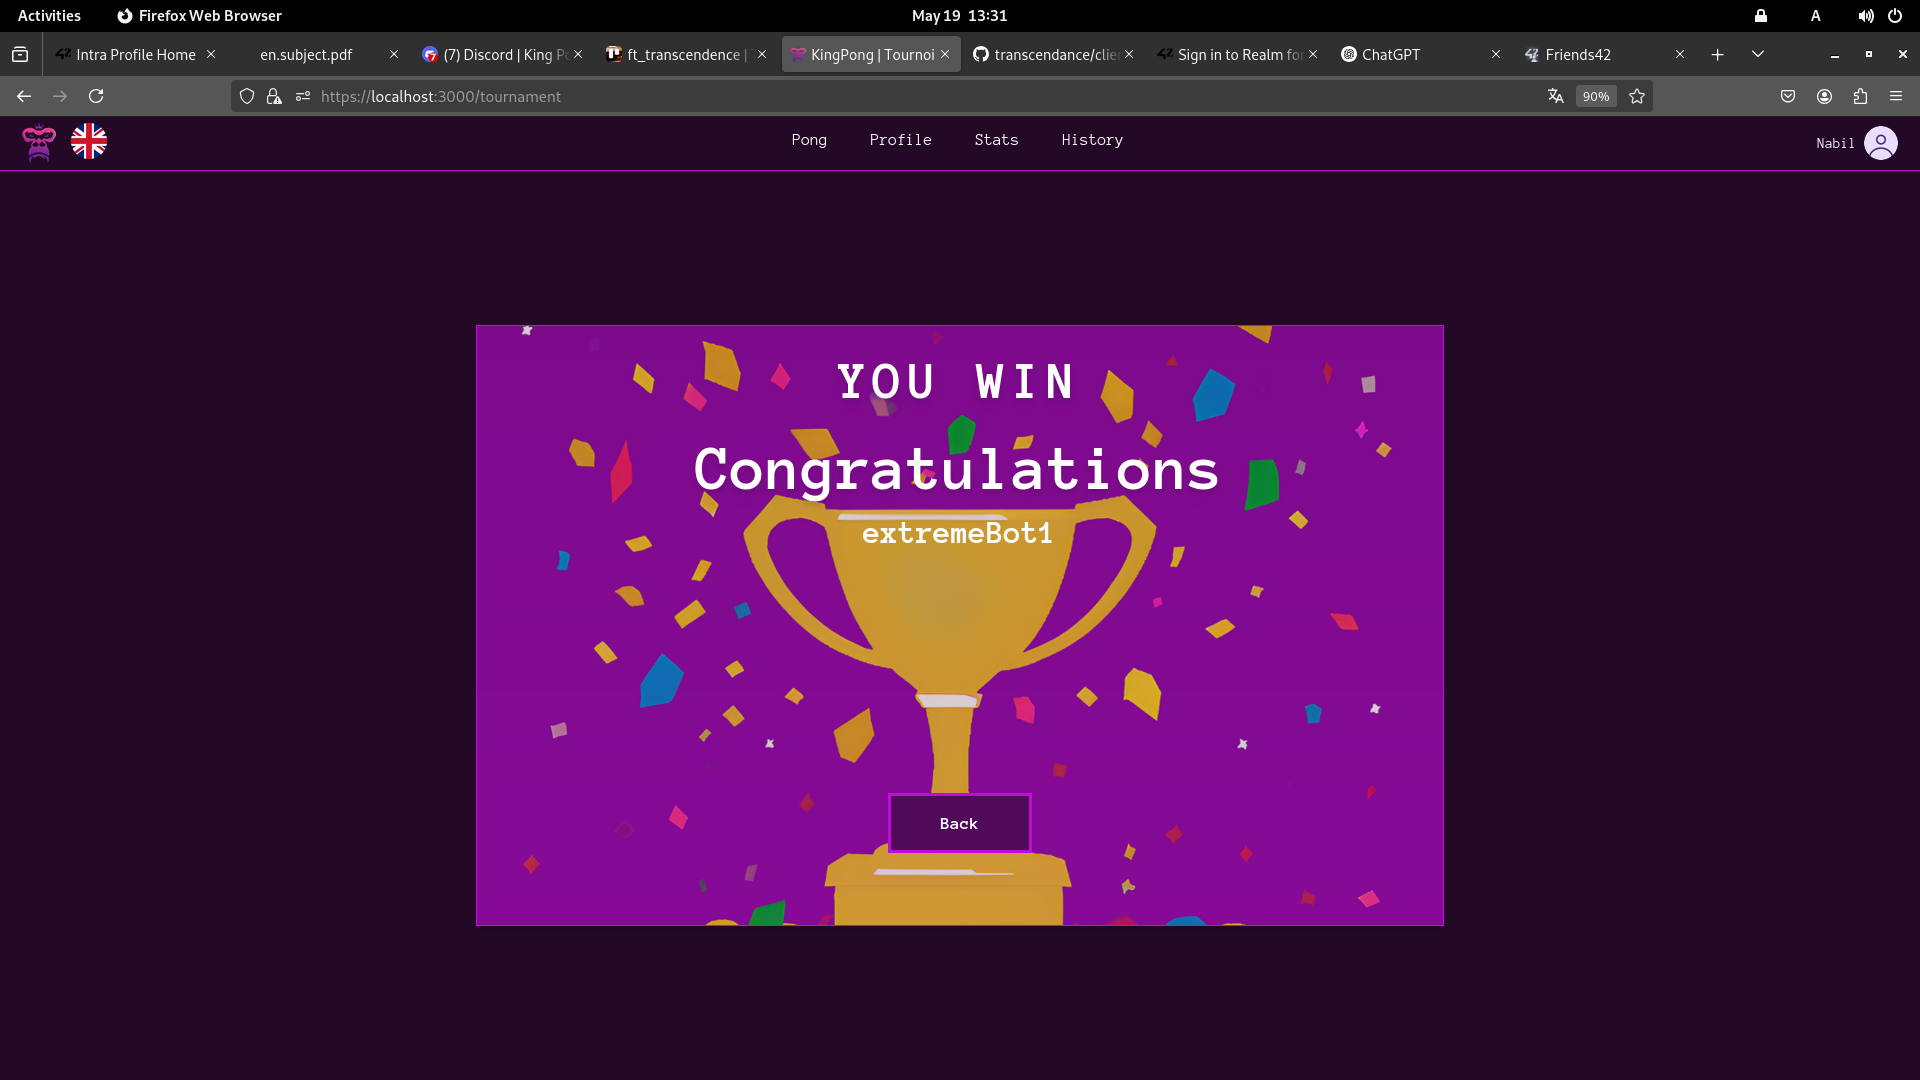 Activities Firefox Web Browser May 19 13:31 A
Intra Profile Home en.subject.pdf (7) Discord | King Po ft_transcendence | KingPong | Tournoi transcendance/clie Sign in to Realm for ChatGPT Friends42
https://localhost:3000/tournament 90%
Pong Profile Stats History Nabil
YOU WIN
Congratulations
extremeBot1
Back